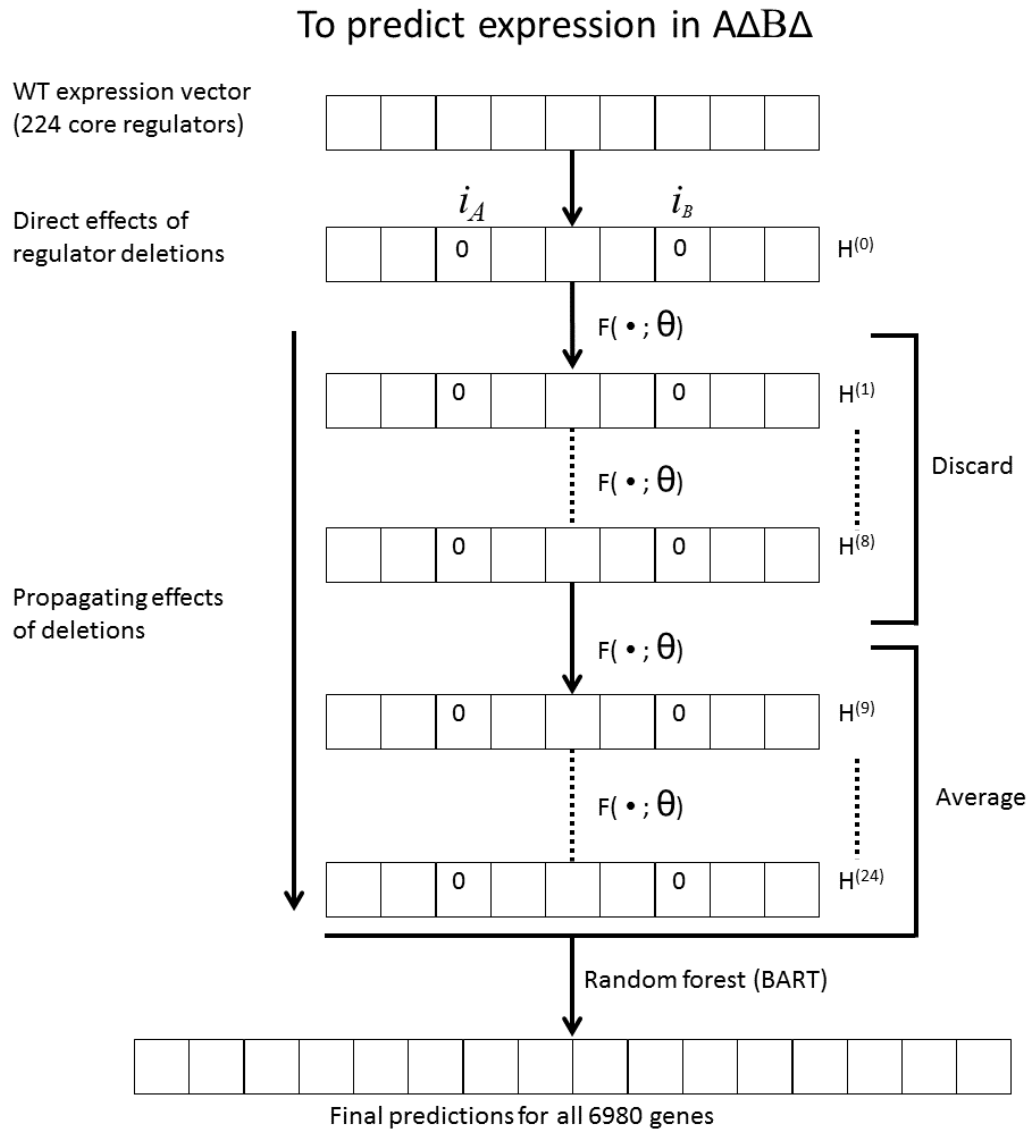 To predict expression in AΔBΔ
WT expression vector
(224 core regulators)
i_A i_B
Direct effects of
regulator deletions
0 0 H^(0)
F( • ; θ)
0 0 H^(1)
F( • ; θ)
Discard
0 0 H^(8)
Propagating effects
of deletions
F( • ; θ)
0 0 H^(9)
F( • ; θ)
Average
0 0 H^(24)
Random forest (BART)
Final predictions for all 6980 genes